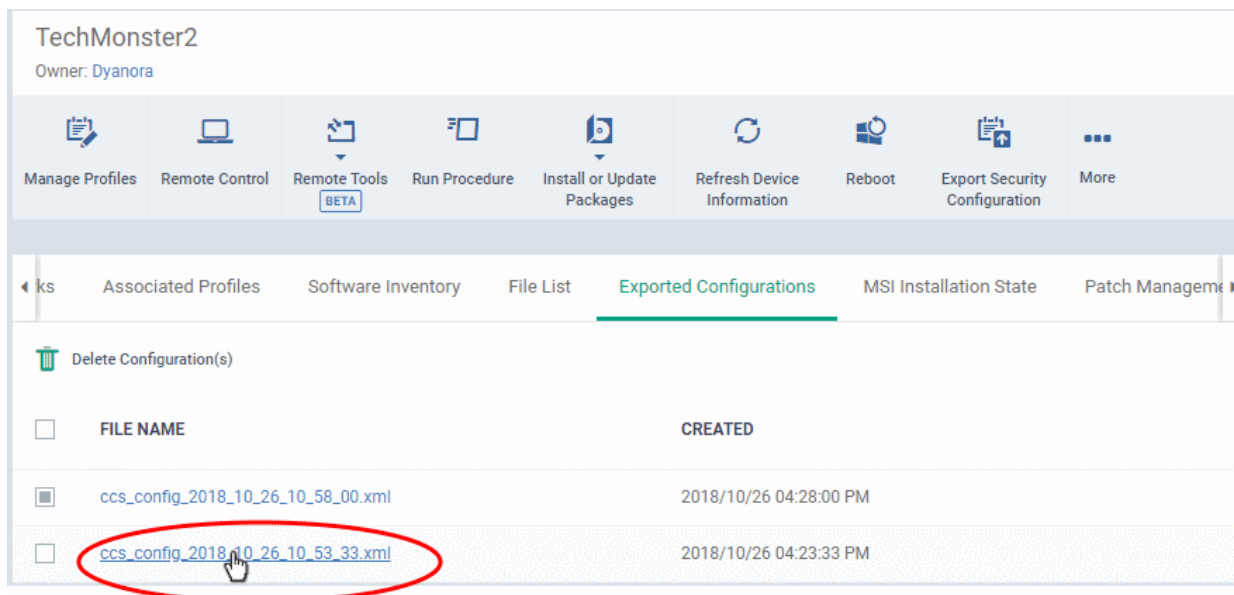 TechMonster2
Owner: Dyanora
Manage Profiles
Remote Control
Remote Tools
BETA
Run Procedure
Install or Update
Packages
Refresh Device
Information
Reboot
Export Security
Configuration
More
ks
Associated Profiles
Software Inventory
File List
Exported Configurations
MSI Installation State
Patch Manageme
Delete Configuration(s)
FILE NAME
CREATED
ccs_config_2018_10_26_10_58_00.xml
2018/10/26 04:28:00 PM
ccs_config_2018_10_26_10_53_33.xml
2018/10/26 04:23:33 PM